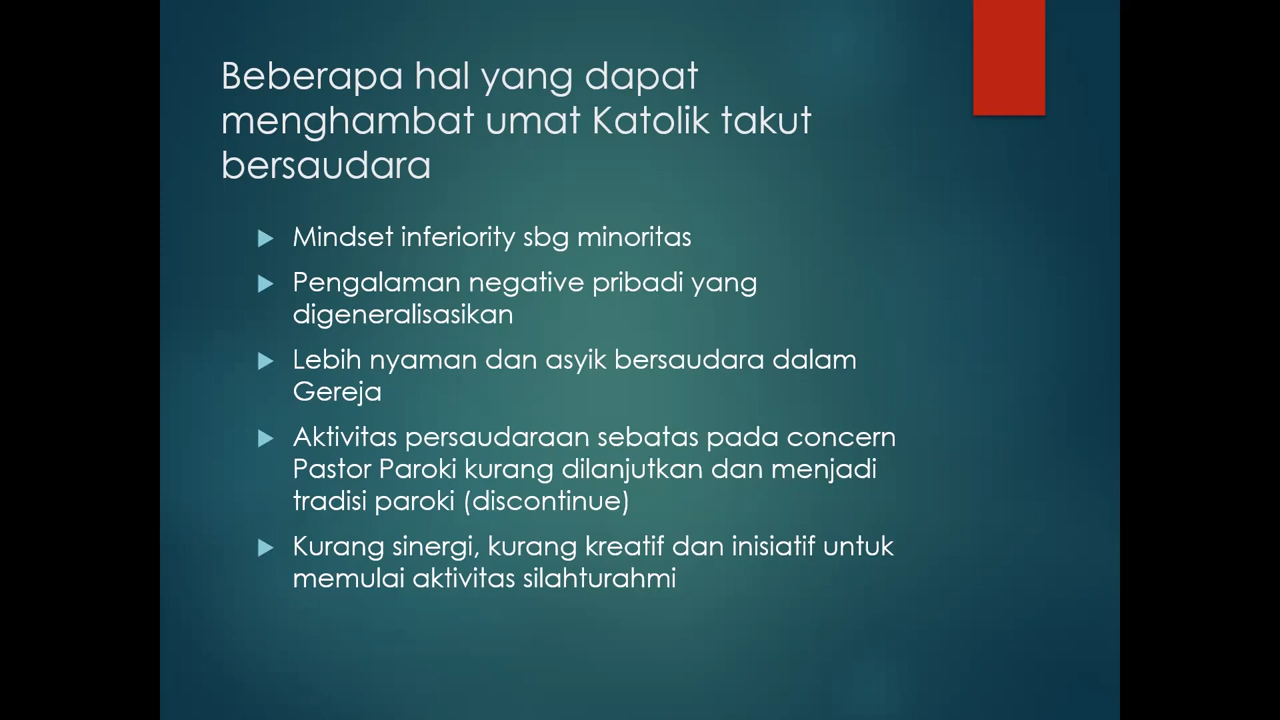 Beberapa hal yang dapat
menghambat umat Katolik takut
bersaudara
Mindset inferiority sbg minoritas
Pengalaman negative pribadi yang
digeneralisasikan
Lebih nyaman dan asyik bersaudara dalam
Gereja
Aktivitas persaudaraan sebatas pada concern
Pastor Paroki kurang dilanjutkan dan menjadi
tradisi paroki (discontinue)
Kurang sinergi, kurang kreatif dan inisiatif untuk
memulai aktivitas silahturahmi